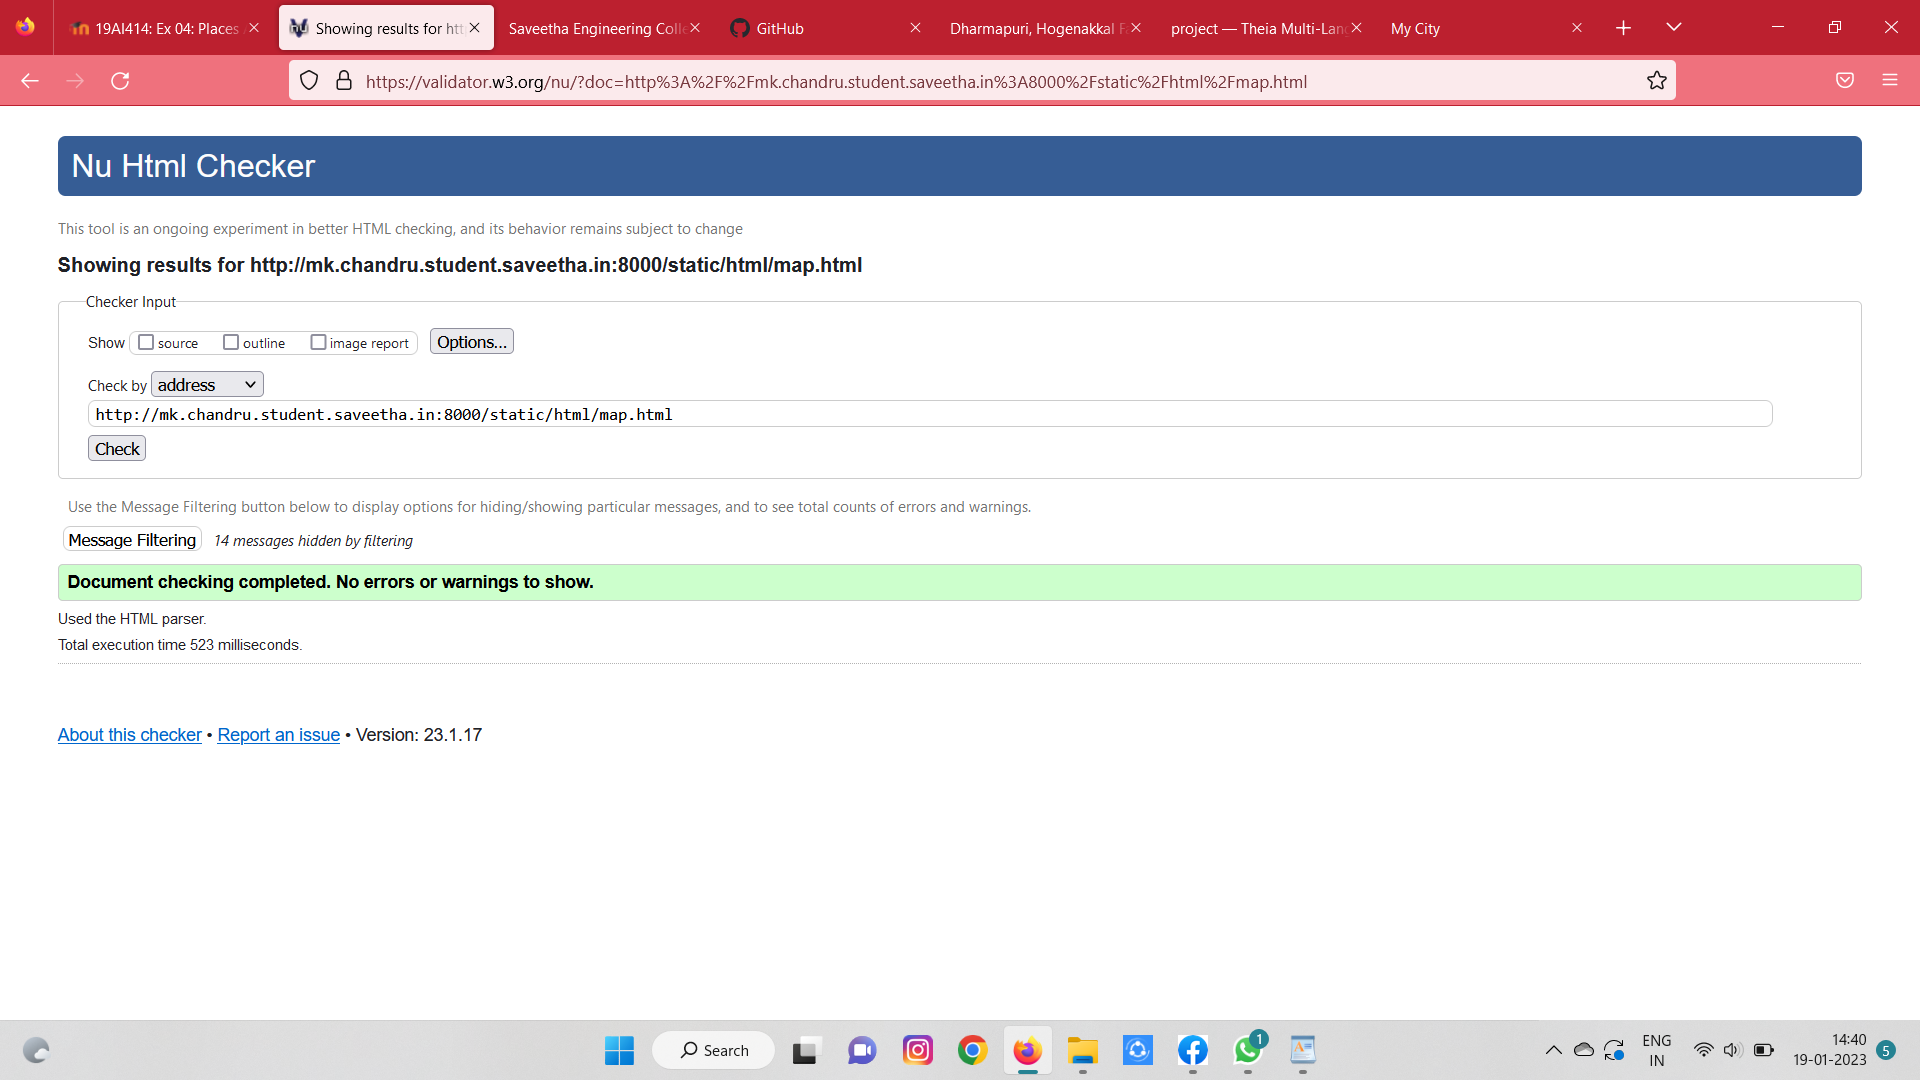 19AI414: Ex 04: Places
Showing results for htt
Saveetha Engineering Colle
GitHub
Dharmapuri, Hogenakkal F
project — Theia Multi-Lang
My City
https://validator.w3.org/nu/?doc=http%3A%2F%2Fmk.chandru.student.saveetha.in%3A8000%2Fstatic%2Fhtml%2Fmap.html
Nu Html Checker
This tool is an ongoing experiment in better HTML checking, and its behavior remains subject to change
Showing results for http://mk.chandru.student.saveetha.in:8000/static/html/map.html
Checker Input
Show source outline image report Options...
Check by address
http://mk.chandru.student.saveetha.in:8000/static/html/map.html
Check
Use the Message Filtering button below to display options for hiding/showing particular messages, and to see total counts of errors and warnings.
Message Filtering 14 messages hidden by filtering
Document checking completed. No errors or warnings to show.
Used the HTML parser.
Total execution time 523 milliseconds.
About this checker • Report an issue • Version: 23.1.17
Search
1
ENG
IN
14:40
19-01-2023
5